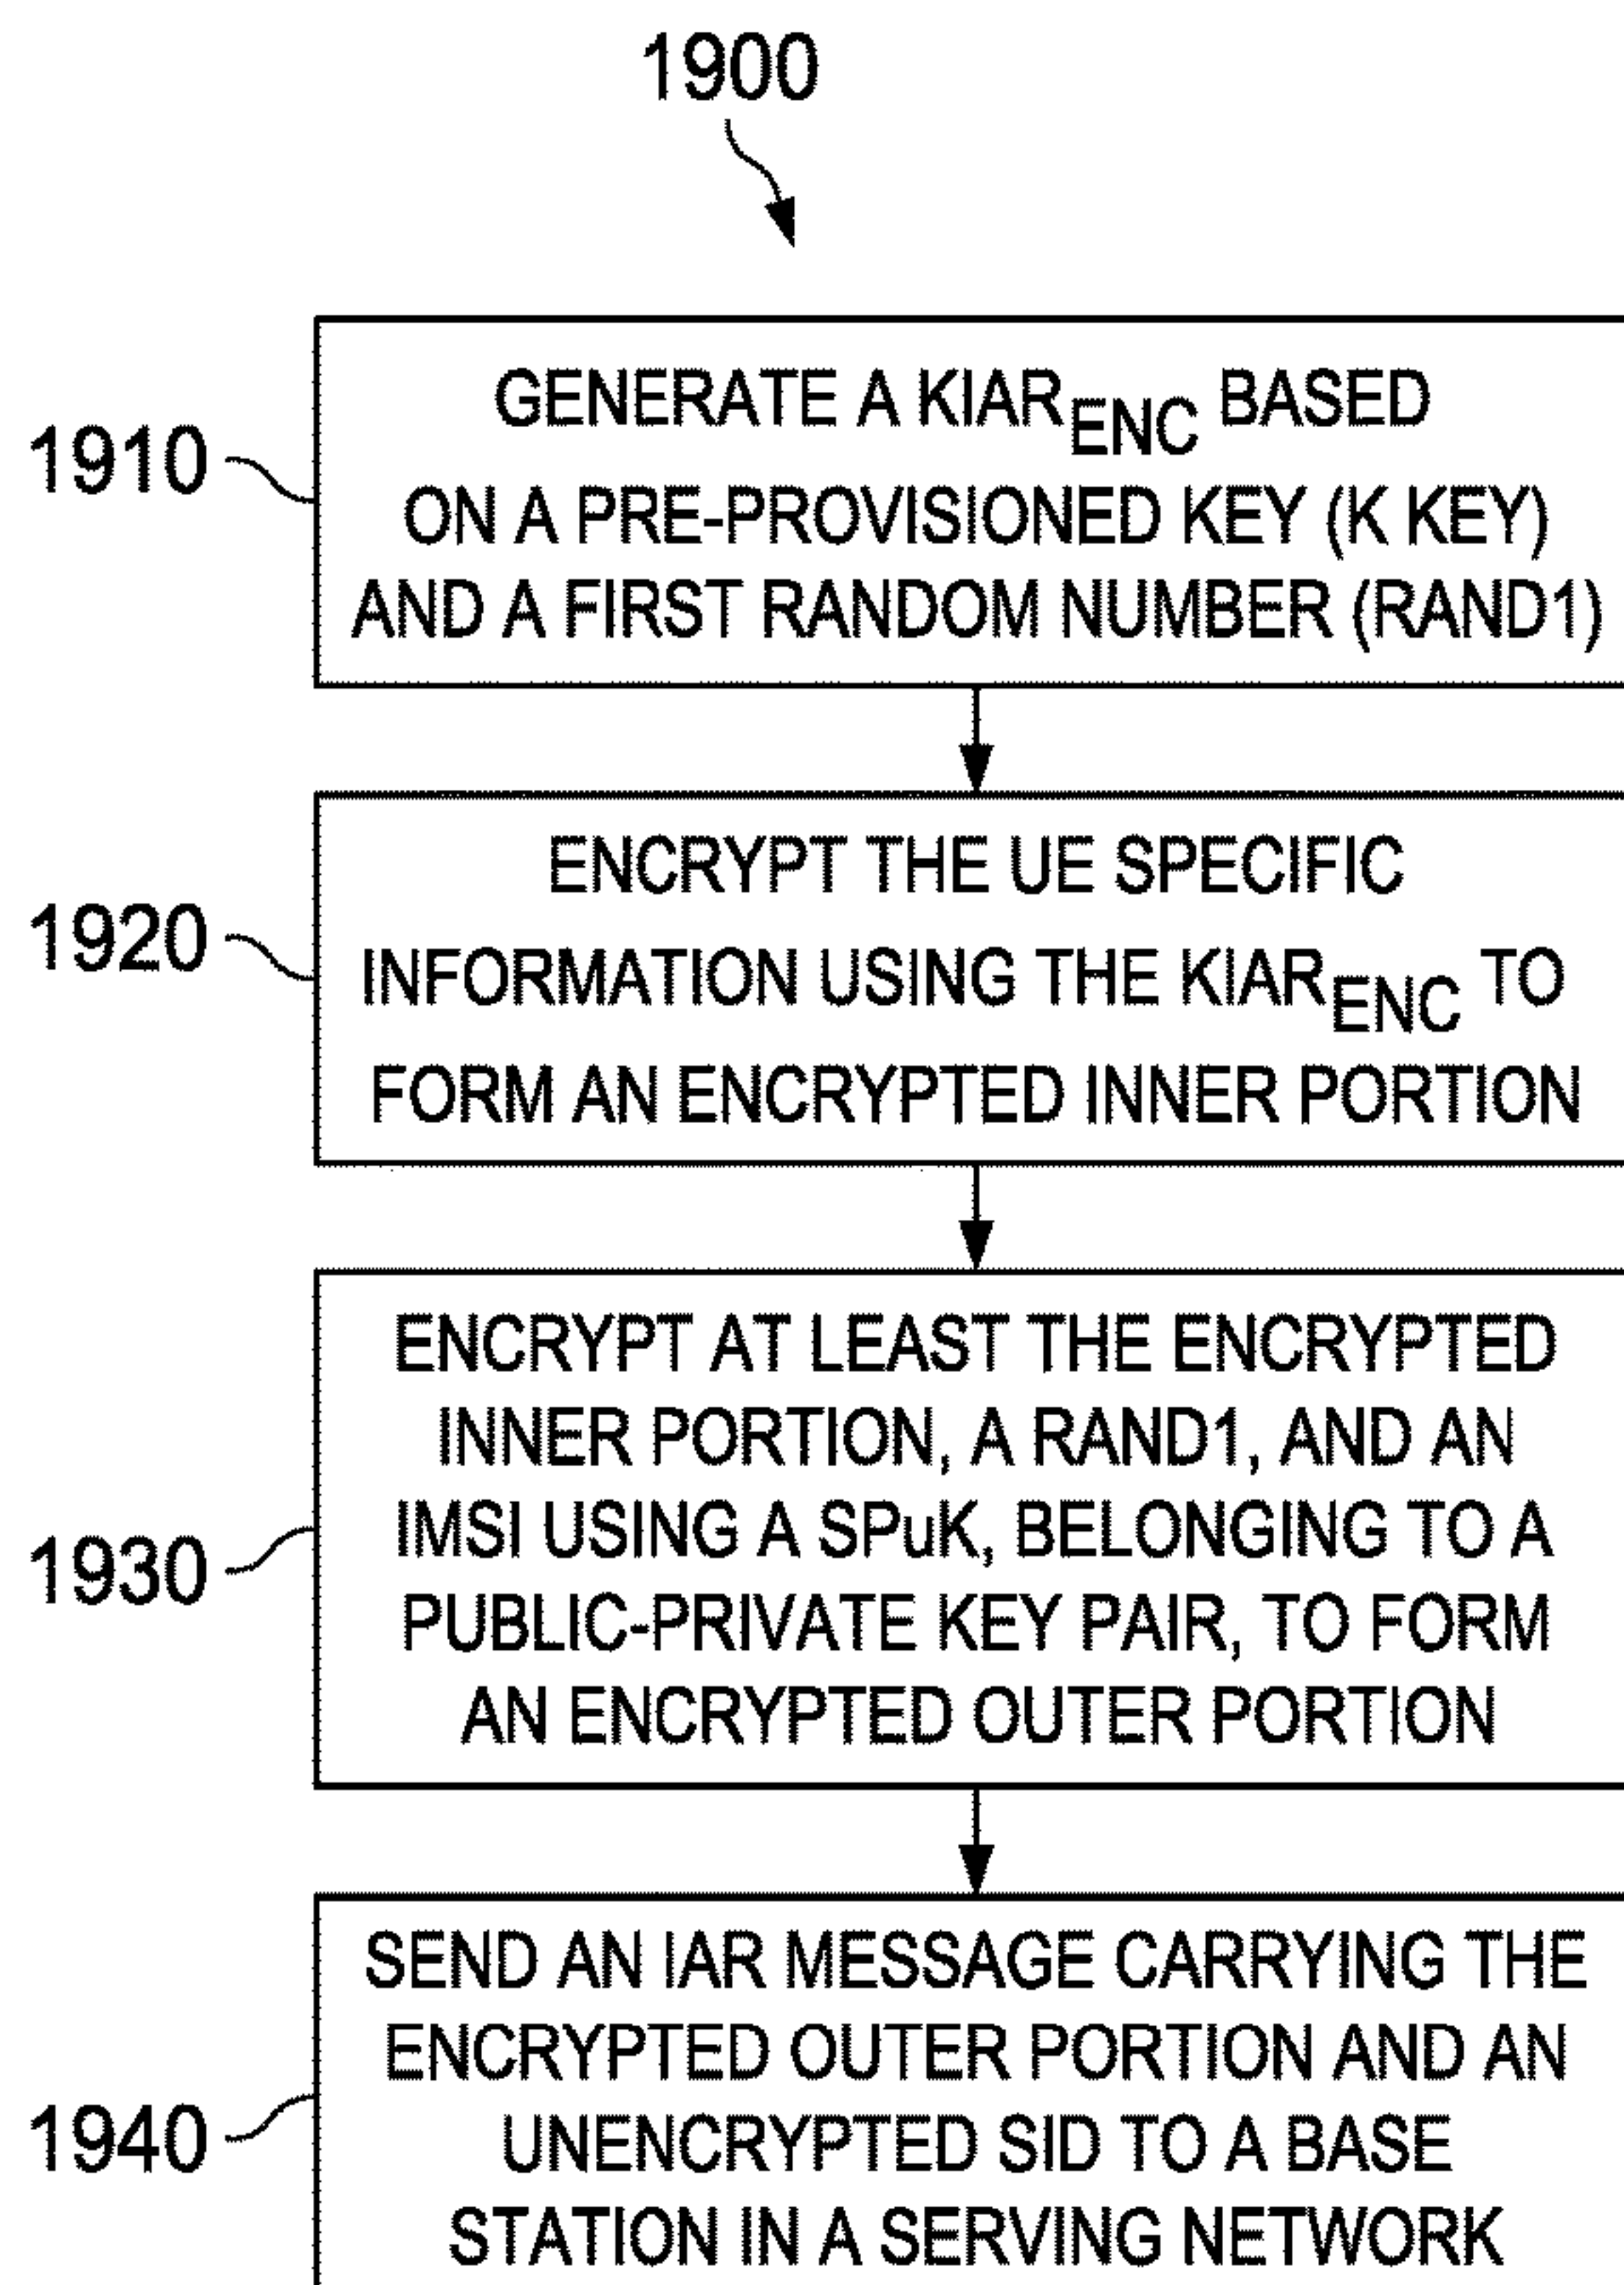 1900
1910
GENERATE A KIAR_ENC BASED
ON A PRE-PROVISIONED KEY (K KEY)
AND A FIRST RANDOM NUMBER (RAND1)
1920
ENCRYPT THE UE SPECIFIC
INFORMATION USING THE KIAR_ENC TO
FORM AN ENCRYPTED INNER PORTION
1930
ENCRYPT AT LEAST THE ENCRYPTED
INNER PORTION, A RAND1, AND AN
IMSI USING A SPuK, BELONGING TO A
PUBLIC-PRIVATE KEY PAIR, TO FORM
AN ENCRYPTED OUTER PORTION
1940
SEND AN IAR MESSAGE CARRYING THE
ENCRYPTED OUTER PORTION AND AN
UNENCRYPTED SID TO A BASE
STATION IN A SERVING NETWORK